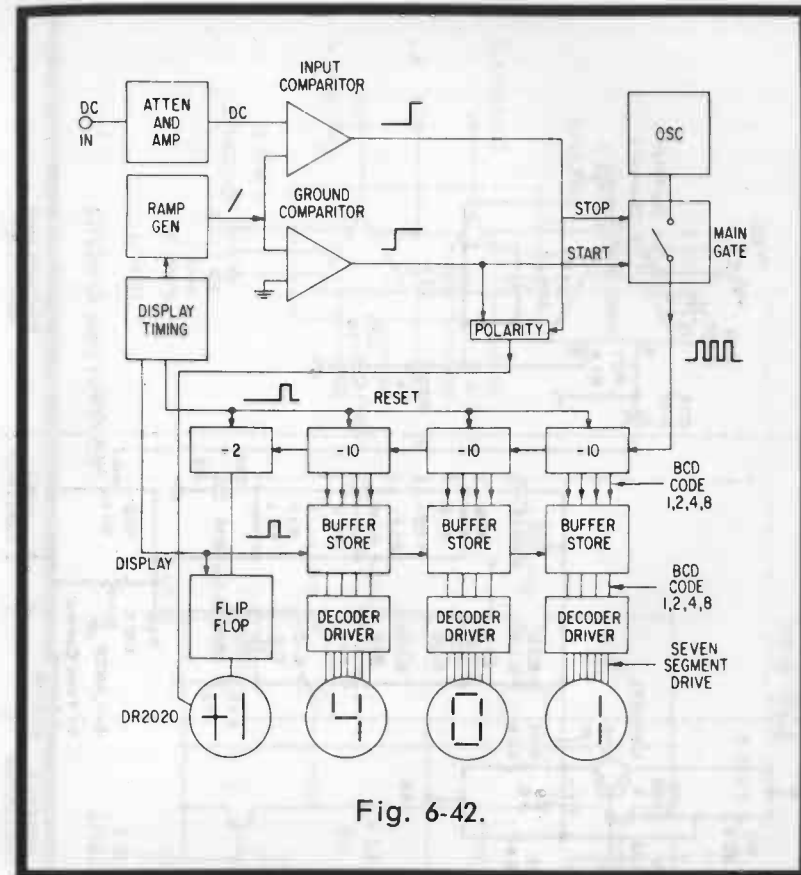 INPUT
COMPARITOR
DC
IN
ATTEN
AND
AMP
DC
OSC
RAMP
GEN
GROUND
COMPARITOR
STOP
START
MAIN
GATE
DISPLAY
TIMING
POLARITY
RESET
-2
-10
-10
-10
BCD
CODE
1,2,4,8
BUFFER
STORE
BUFFER
STORE
BUFFER
STORE
DISPLAY
BCD
CODE
1,2,4,8
FLIP
FLOP
DECODER
DRIVER
DECODER
DRIVER
DECODER
DRIVER
SEVEN
SEGMENT
DRIVE
DR2020
+1
4
0
1
Fig. 6-42.